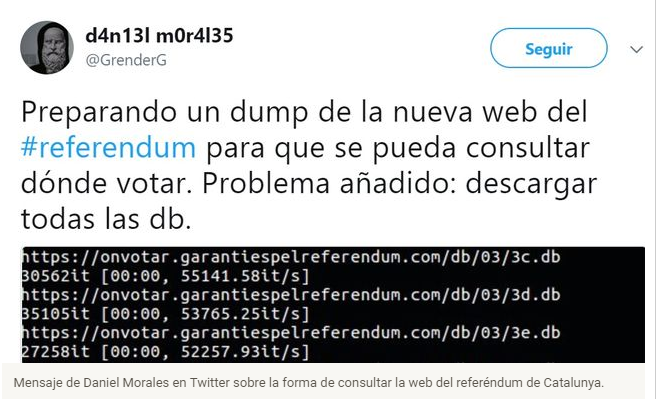 d4n13l m0r4l35
@GrenderG
Seguir
Preparando un dump de la nueva web del
#referendum para que se pueda consultar
dónde votar. Problema añadido: descargar
todas las db.
https://onvotar.garantiespelreferendum.com/db/03/3c.db
30562it [00:00, 55141.58it/s]
https://onvotar.garantiespelreferendum.com/db/03/3d.db
35105it [00:00, 53765.25it/s]
https://onvotar.garantiespelreferendum.com/db/03/3e.db
27258it [00:00, 52257.93it/s]
Mensaje de Daniel Morales en Twitter sobre la forma de consultar la web del referéndum de Catalunya.